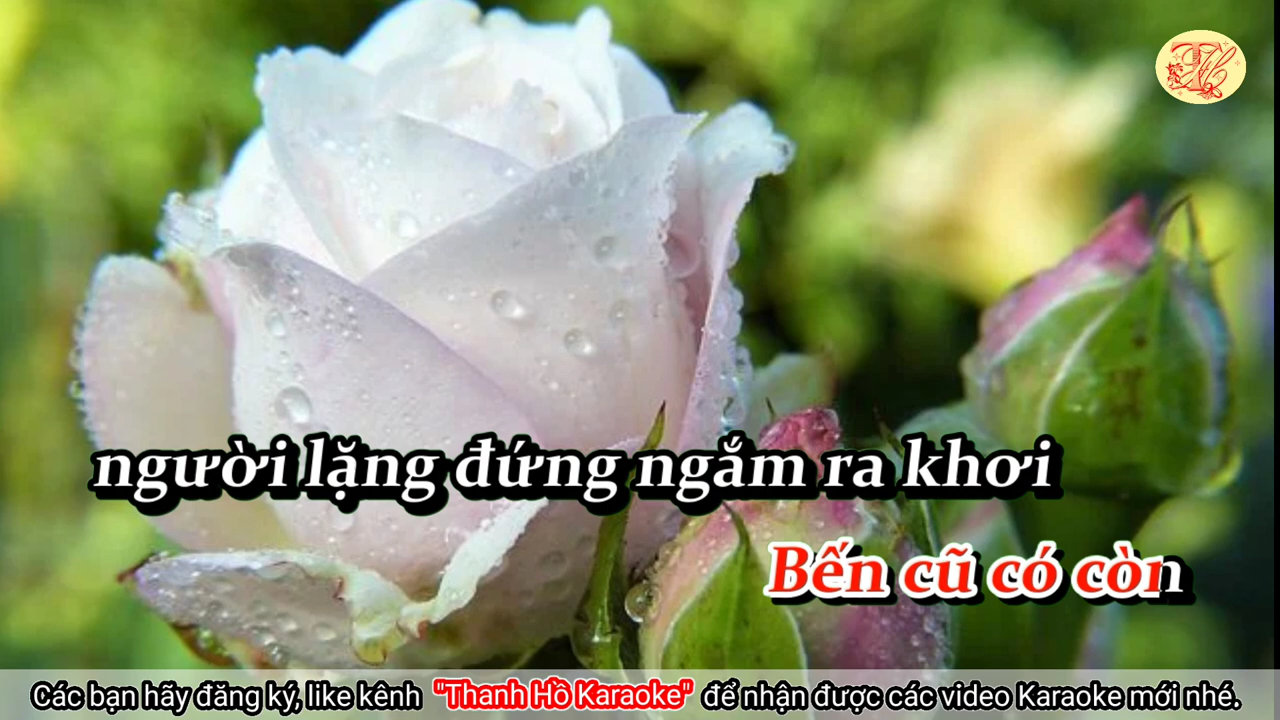 người lặng đứng ngắm ra khơi
Bến cũ có còn
Các bạn hãy đăng ký, like kênh "Thanh Hồ Karaoke" để nhận được các video Karaoke mới nhé.